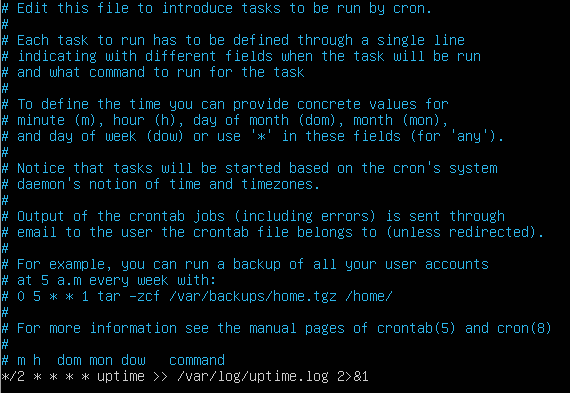 # Edit this file to introduce tasks to be run by cron.
#
# Each task to run has to be defined through a single line
# indicating with different fields when the task will be run
# and what command to run for the task
#
# To define the time you can provide concrete values for
# minute (m), hour (h), day of month (dom), month (mon),
# and day of week (dow) or use '*' in these fields (for 'any').
#
# Notice that tasks will be started based on the cron's system
# daemon's notion of time and timezones.
#
# Output of the crontab jobs (including errors) is sent through
# email to the user the crontab file belongs to (unless redirected).
#
# For example, you can run a backup of all your user accounts
# at 5 a.m every week with:
# 0 5 * * 1 tar -zcf /var/backups/home.tgz /home/
#
# For more information see the manual pages of crontab(5) and cron(8)
#
# m h  dom mon dow   command
*/2 * * * * uptime >> /var/log/uptime.log 2>&1